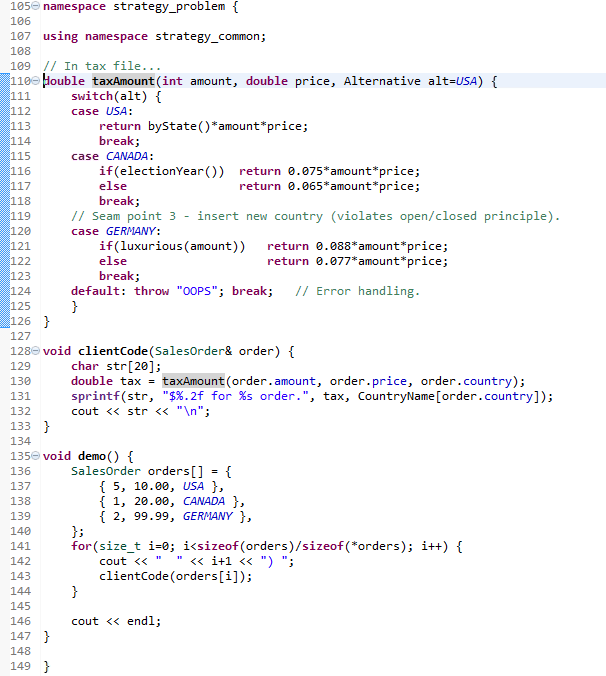 105 namespace strategy_problem {
106
107 using namespace strategy_common;
108
109 // In tax file...
110 double taxAmount(int amount, double price, Alternative alt=USA) {
111     switch(alt) {
112     case USA:
113         return byState()*amount*price;
114         break;
115     case CANADA:
116         if(electionYear())  return 0.075*amount*price;
117         else                return 0.065*amount*price;
118         break;
119     // Seam point 3 - insert new country (violates open/closed principle).
120     case GERMANY:
121         if(luxurious(amount))   return 0.088*amount*price;
122         else                    return 0.077*amount*price;
123         break;
124     default: throw "OOPS"; break;   // Error handling.
125     }
126 }
127
128 void clientCode(SalesOrder& order) {
129     char str[20];
130     double tax = taxAmount(order.amount, order.price, order.country);
131     sprintf(str, "$%.2f for %s order.", tax, CountryName[order.country]);
132     cout << str << "\n";
133 }
134
135 void demo() {
136     SalesOrder orders[] = {
137         { 5, 10.00, USA },
138         { 1, 20.00, CANADA },
139         { 2, 99.99, GERMANY },
140     };
141     for(size_t i=0; i<sizeof(orders)/sizeof(*orders); i++) {
142         cout << "  " << i+1 << ") ";
143         clientCode(orders[i]);
144     }
145
146     cout << endl;
147 }
148
149 }